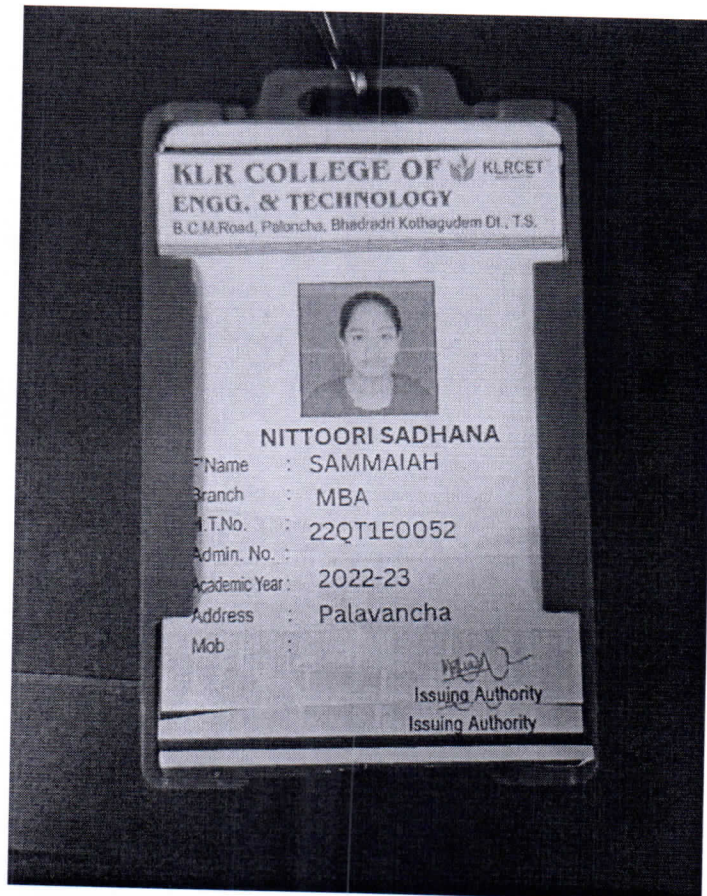 KLR COLLEGE OF KLRCET
ENGG. & TECHNOLOGY
B.C.M.Road, Paloncha, Bhadradri Kothagudem Dt., T.S.
NITTOORI SADHANA
F'Name : SAMMAIAH
Branch : MBA
H.T.No. : 22QT1E0052
Admin. No. :
Academic Year : 2022-23
Address : Palavancha
Mob :
Issuing Authority
Issuing Authority